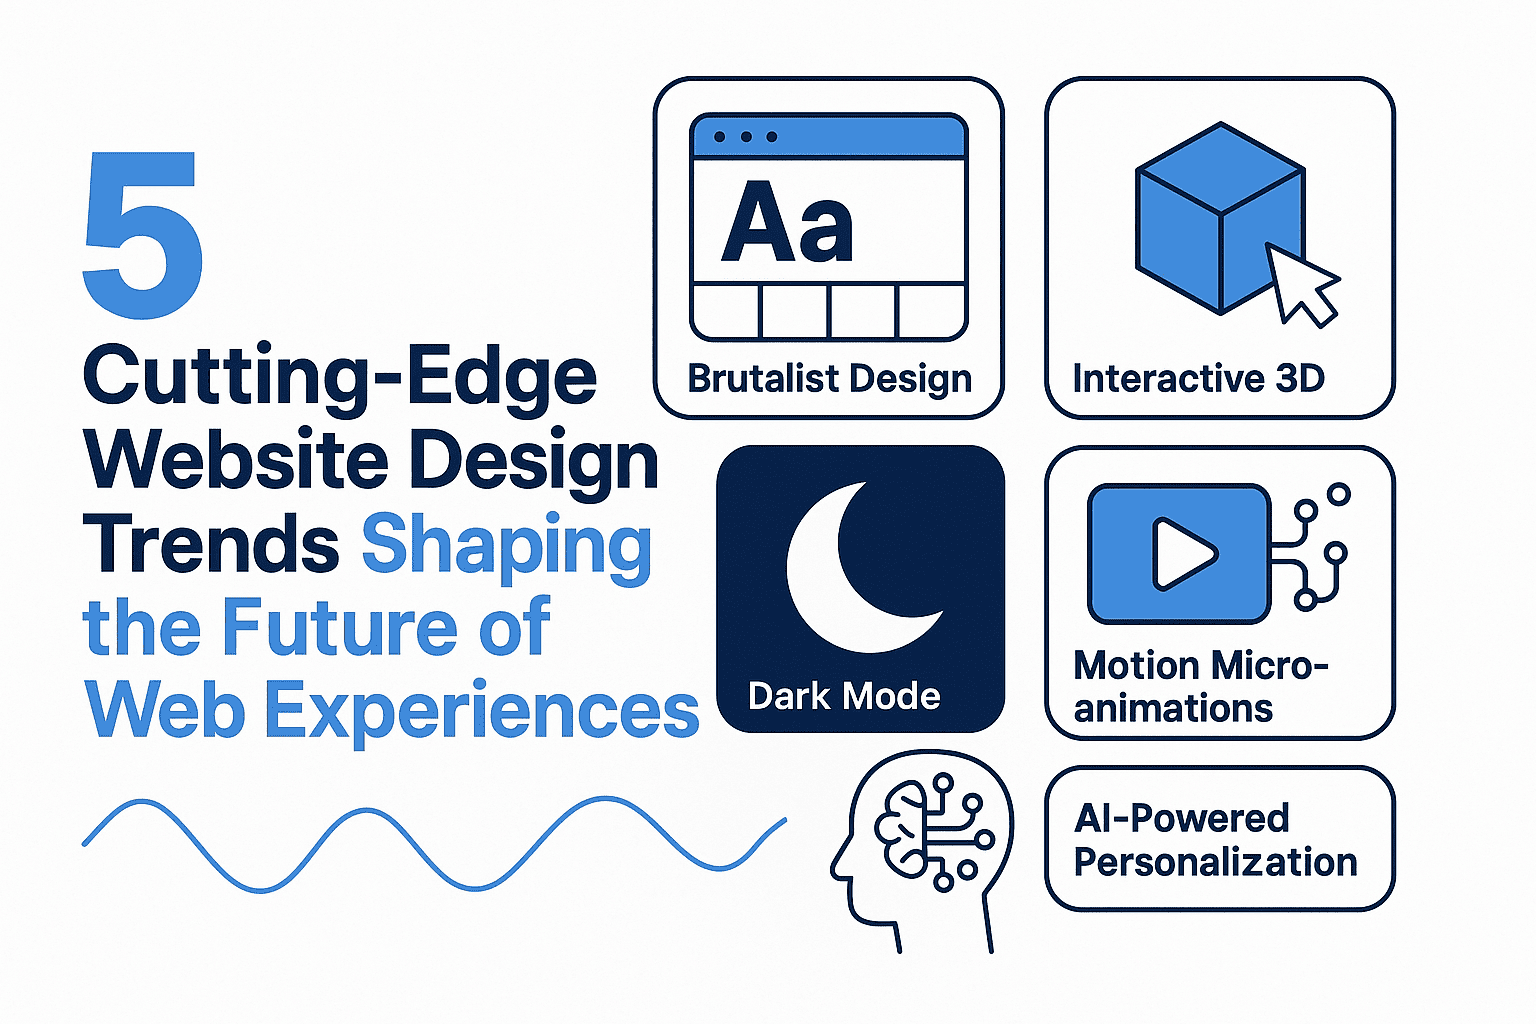 5
Cutting-Edge
Website Design
Trends Shaping
the Future of
Web Experiences
Aa
Brutalist Design
Interactive 3D
Dark Mode
Motion Micro-
animations
AI-Powered
Personalization